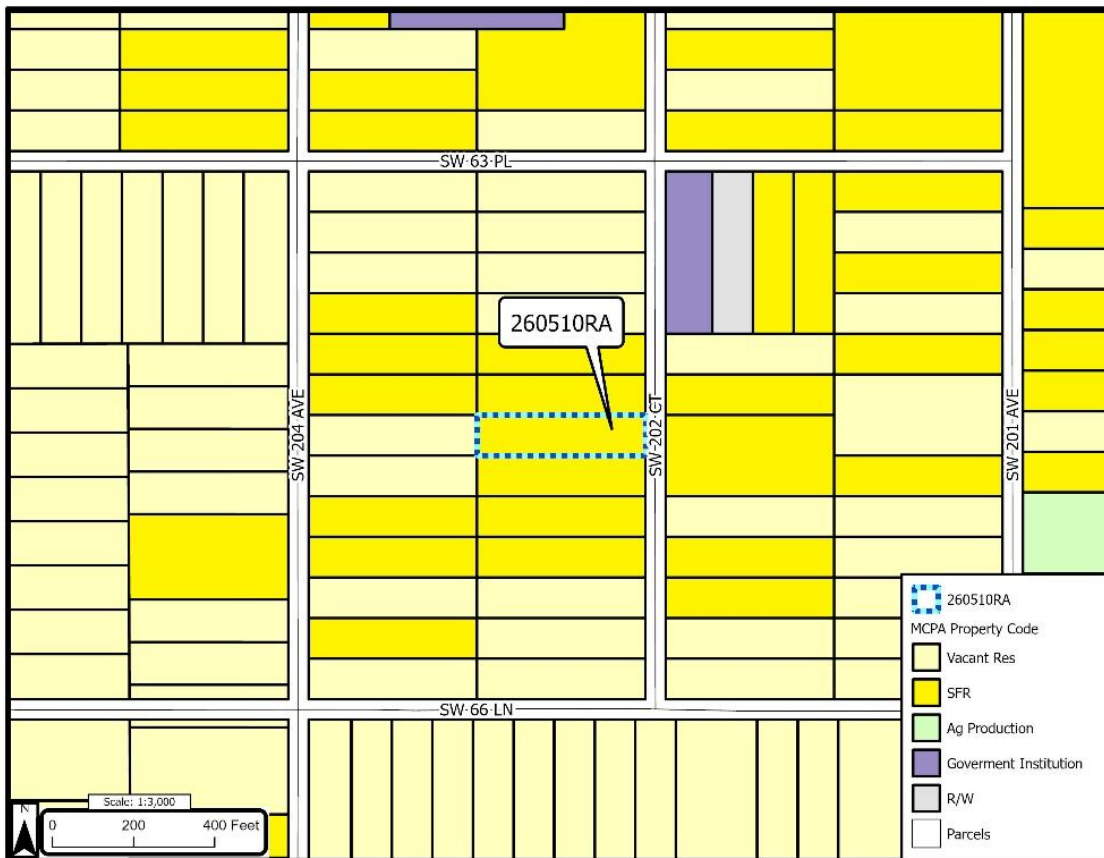 SW 63 PL
260510RA
SW 204 AVE
SW 202 CT
SW 201 AVE
SW 66 LN
260510RA
MCPA Property Code
Vacant Res
SFR
Ag Production
Goverment Institution
R/W
Parcels
N
Scale: 1:3,000
0 200 400 Feet